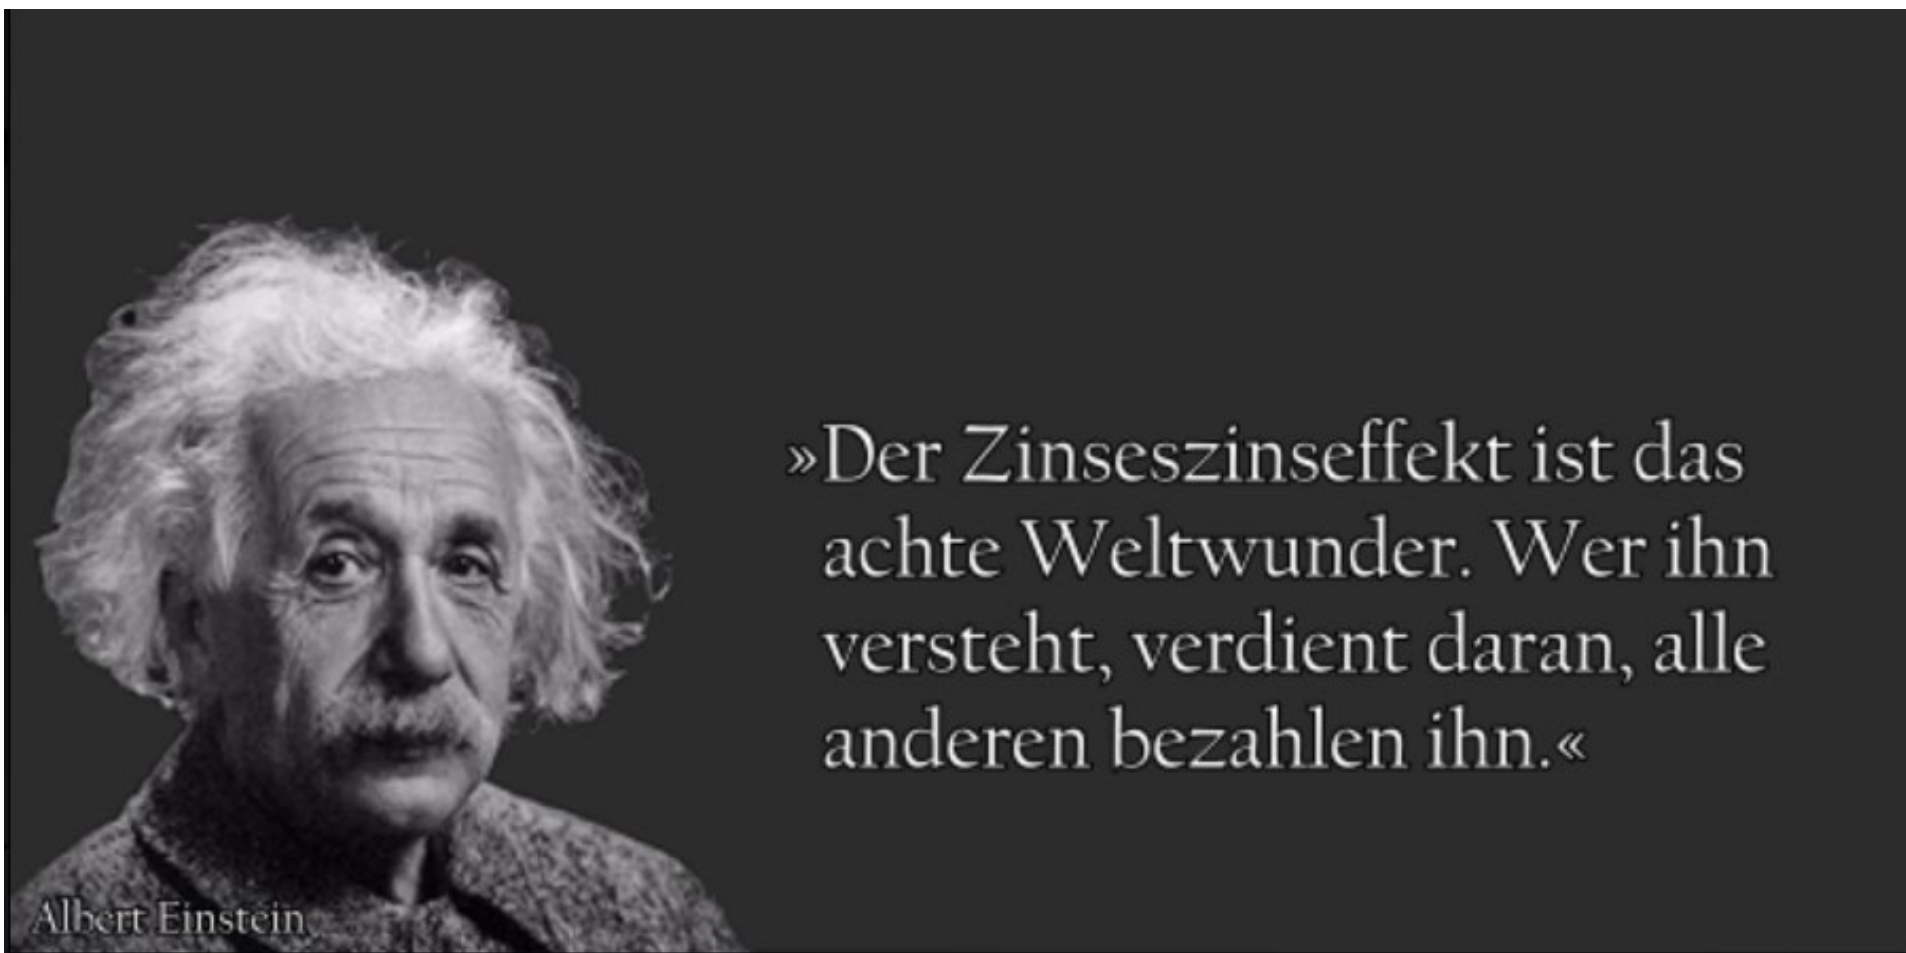 »Der Zinseszinseffekt ist das
achte Weltwunder. Wer ihn
versteht, verdient daran, alle
anderen bezahlen ihn.«
Albert Einstein